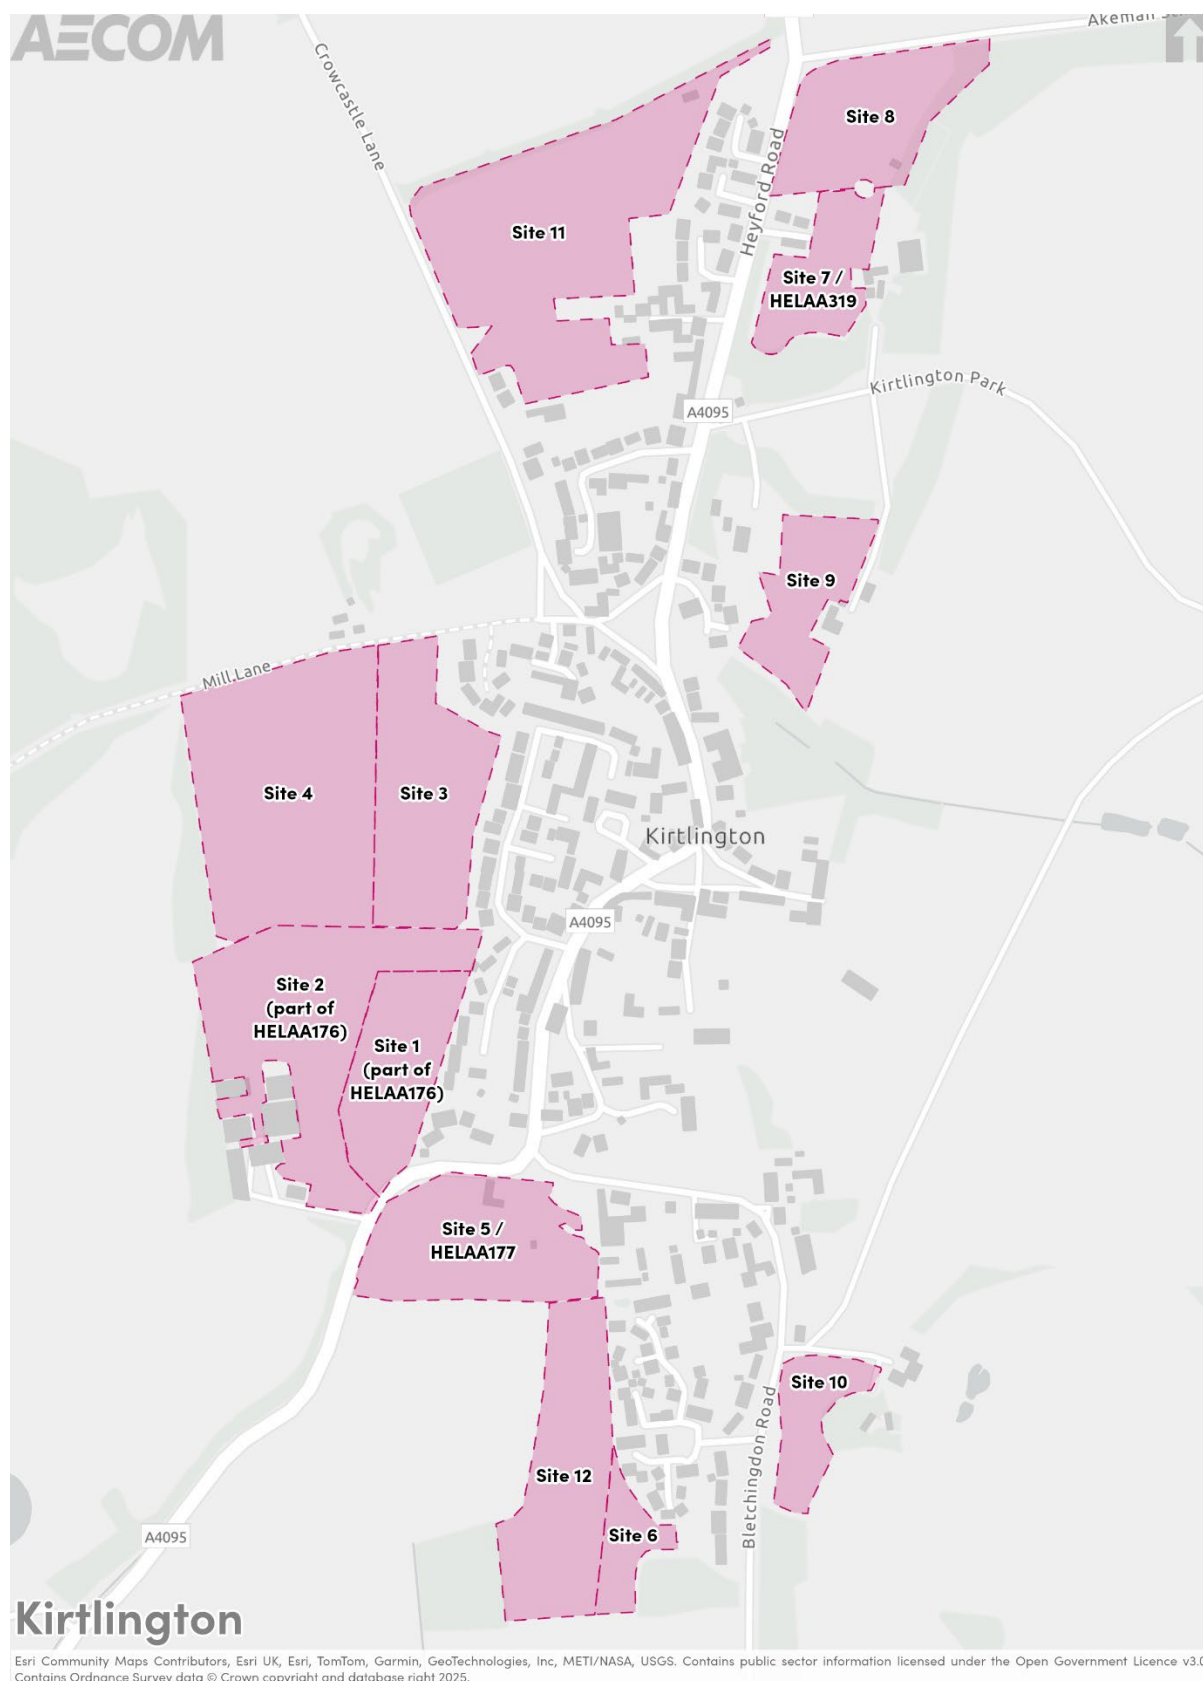 AECOM
Akeman
Crowcastle Lane
Site 8
Heyford Road
Site 11
Site 7 /
HELAA319
Kirtlington Park
A4095
Site 9
Mill Lane
Site 4
Site 3
Kirtlington
A4095
Site 2
(part of
HELAA176)
Site 1
(part of
HELAA176)
Site 5 /
HELAA177
Site 10
Bletchingdon Road
Site 12
Site 6
A4095
Kirtlington
Esri Community Maps Contributors, Esri UK, Esri, TomTom, Garmin, GeoTechnologies, Inc, METI/NASA, USGS. Contains public sector information licensed under the Open Government Licence v3.0
Contains Ordnance Survey data © Crown copyright and database right 2025.